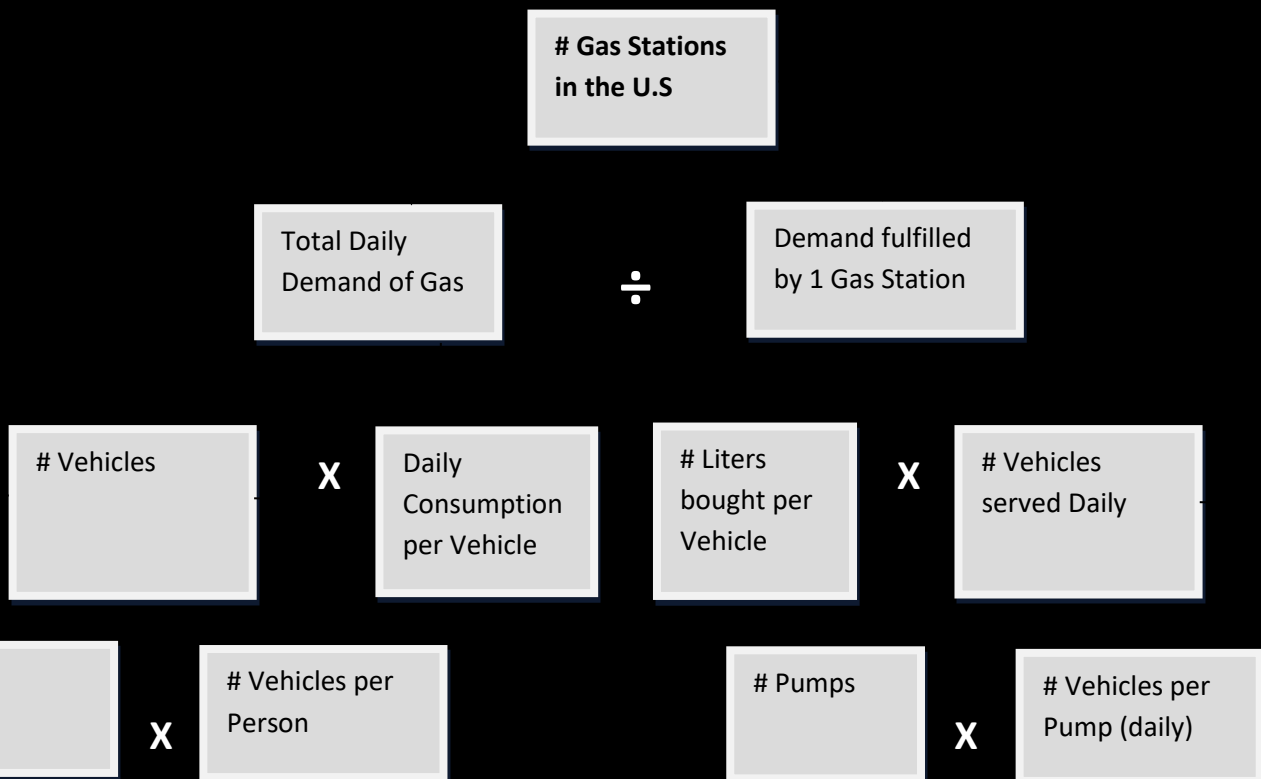 # Gas Stations
in the U.S
Total Daily
Demand of Gas
÷
Demand fulfilled
by 1 Gas Station
# Vehicles
X
Daily
Consumption
per Vehicle
# Liters
bought per
Vehicle
X
# Vehicles
served Daily
X
# Vehicles per
Person
# Pumps
X
# Vehicles per
Pump (daily)